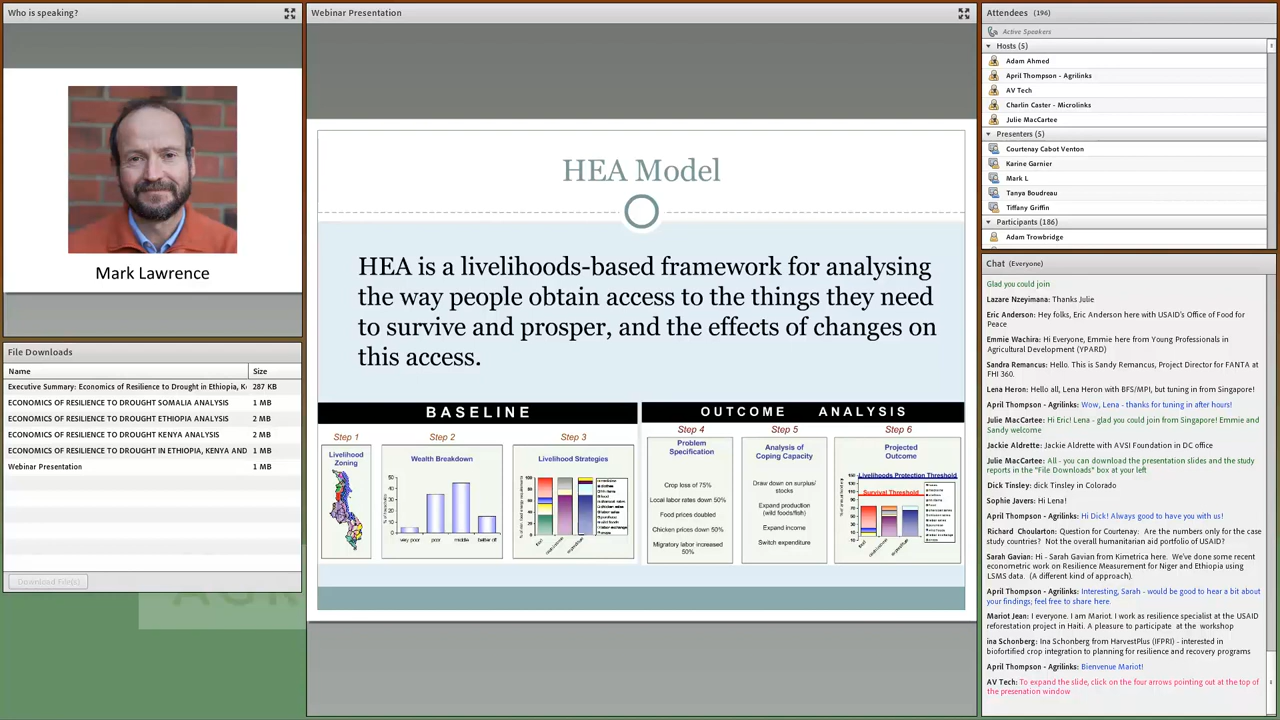 Who is speaking?
Mark Lawrence
File Downloads
Name Size
Executive Summary: Economics of Resilience to Drought in Ethiopia, K 287 KB
ECONOMICS OF RESILIENCE TO DROUGHT SOMALIA ANALYSIS 1 MB
ECONOMICS OF RESILIENCE TO DROUGHT ETHIOPIA ANALYSIS 2 MB
ECONOMICS OF RESILIENCE TO DROUGHT KENYA ANALYSIS 2 MB
ECONOMICS OF RESILIENCE TO DROUGHT IN ETHIOPIA, KENYA AND 1 MB
Webinar Presentation 1 MB
Download File(s)
Webinar Presentation
HEA Model
HEA is a livelihoods-based framework for analysing
the way people obtain access to the things they need
to survive and prosper, and the effects of changes on
this access.
BASELINE
OUTCOME ANALYSIS
Step 1
Livelihood
Zoning
Step 2
Wealth Breakdown
50
40
30
20
10
0
very poor poor middle better off
Step 3
Livelihood Strategies
Step 4
Problem
Specification
Crop loss of 75%
Local labor rates down 50%
Food prices doubled
Chicken prices down 50%
Migratory labor increased
50%
Step 5
Analysis of
Coping Capacity
Draw down on surplus/
stocks
Expand production
(wild foods/fish)
Expand income
Switch expenditure
Step 6
Projected
Outcome
Livelihoods Protection Threshold
Survival Threshold
Attendees (196)
Active Speakers
Hosts (5)
Adam Ahmed
April Thompson - Agrilinks
AV Tech
Charlin Caster - Microlinks
Julie MacCartee
Presenters (5)
Courtenay Cabot Venton
Karine Garnier
Mark L
Tanya Boudreau
Tiffany Griffin
Participants (186)
Adam Trowbridge
Chat (Everyone)
Glad you could join
Lazare Nzeyimana: Thanks Julie
Eric Anderson: Hey folks, Eric Anderson here with USAID's Office of Food for
Peace
Emmie Wachira: Hi Everyone, Emmie here from Young Professionals in
Agricultural Development (YPARD)
Sandra Remancus: Hello. This is Sandy Remancus, Project Director for FANTA at
FHI 360.
Lena Heron: Hello all, Lena Heron with BFS/MPI, but tuning in from Singapore!
April Thompson - Agrilinks: Wow, Lena - thanks for tuning in after hours!
Julie MacCartee: Hi Eric! Lena - glad you could join from Singapore! Emmie and
Sandy welcome
Jackie Aldrette: Jackie Aldrette with AVSI Foundation in DC office
Julie MacCartee: All - you can download the presentation slides and the study
reports in the "File Downloads" box at your left
Dick Tinsley: dick Tinsley in Colorado
Sophie Javers: Hi Lena!
April Thompson - Agrilinks: Hi Dick! Always good to have you with us!
Richard Choularton: Question for Courtenay: Are the numbers only for the case
study countries? Not the overall humanitarian aid portfolio of USAID?
Sarah Gavian: Hi - Sarah Gavian from Kimetrica here. We've done some recent
econometric work on Resilience Measurement for Niger and Ethiopia using
LSMS data. (A different kind of approach).
April Thompson - Agrilinks: Interesting, Sarah - would be good to hear a bit about
your findings; feel free to share here.
Mariot Jean: I everyone. I am Mariot. I work as resilience specialist at the USAID
reforestation project in Haiti. A pleasure to participate at the workshop
ina Schonberg: Ina Schonberg from HarvestPlus (IFPRI) - interested in
biofortified crop integration to planning for resilience and recovery programs
April Thompson - Agrilinks: Bienvenue Mariot!
AV Tech: To expand the slide, click on the four arrows pointing out at the top of
the presenation window